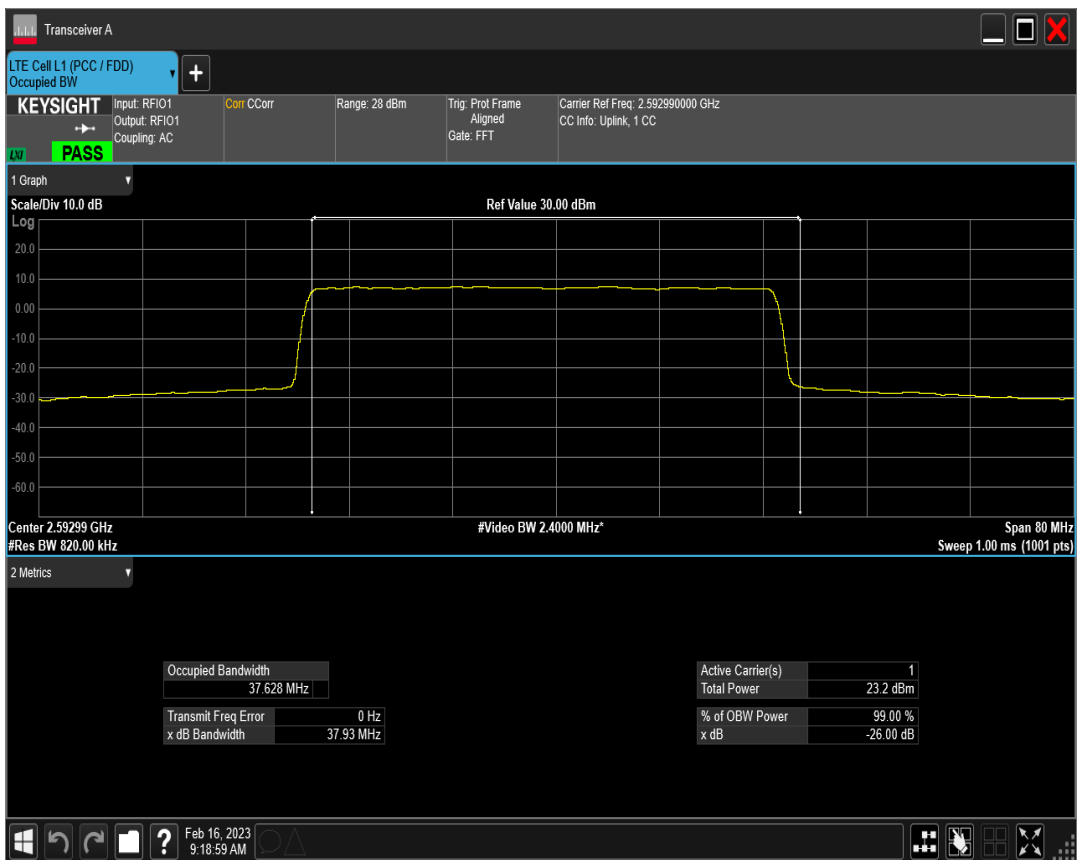 Transceiver A
LTE Cell L1 (PCC / FDD)
Occupied BW
+
KEYSIGHT
LXI
PASS
Input: RFIO1
Output: RFIO1
Coupling: AC
Corr CCorr
Range: 28 dBm
Trig: Prot Frame
Aligned
Gate: FFT
Carrier Ref Freq: 2.592990000 GHz
CC Info: Uplink, 1 CC
1 Graph
Scale/Div 10.0 dB
Ref Value 30.00 dBm
Log
20.0
10.0
0.00
-10.0
-20.0
-30.0
-40.0
-50.0
-60.0
Center 2.59299 GHz
#Video BW 2.4000 MHz*
Span 80 MHz
#Res BW 820.00 kHz
Sweep 1.00 ms (1001 pts)
2 Metrics
Occupied Bandwidth
37.628 MHz
Transmit Freq Error 0 Hz
x dB Bandwidth 37.93 MHz
Active Carrier(s) 1
Total Power 23.2 dBm
% of OBW Power 99.00 %
x dB -26.00 dB
?
Feb 16, 2023
9:18:59 AM